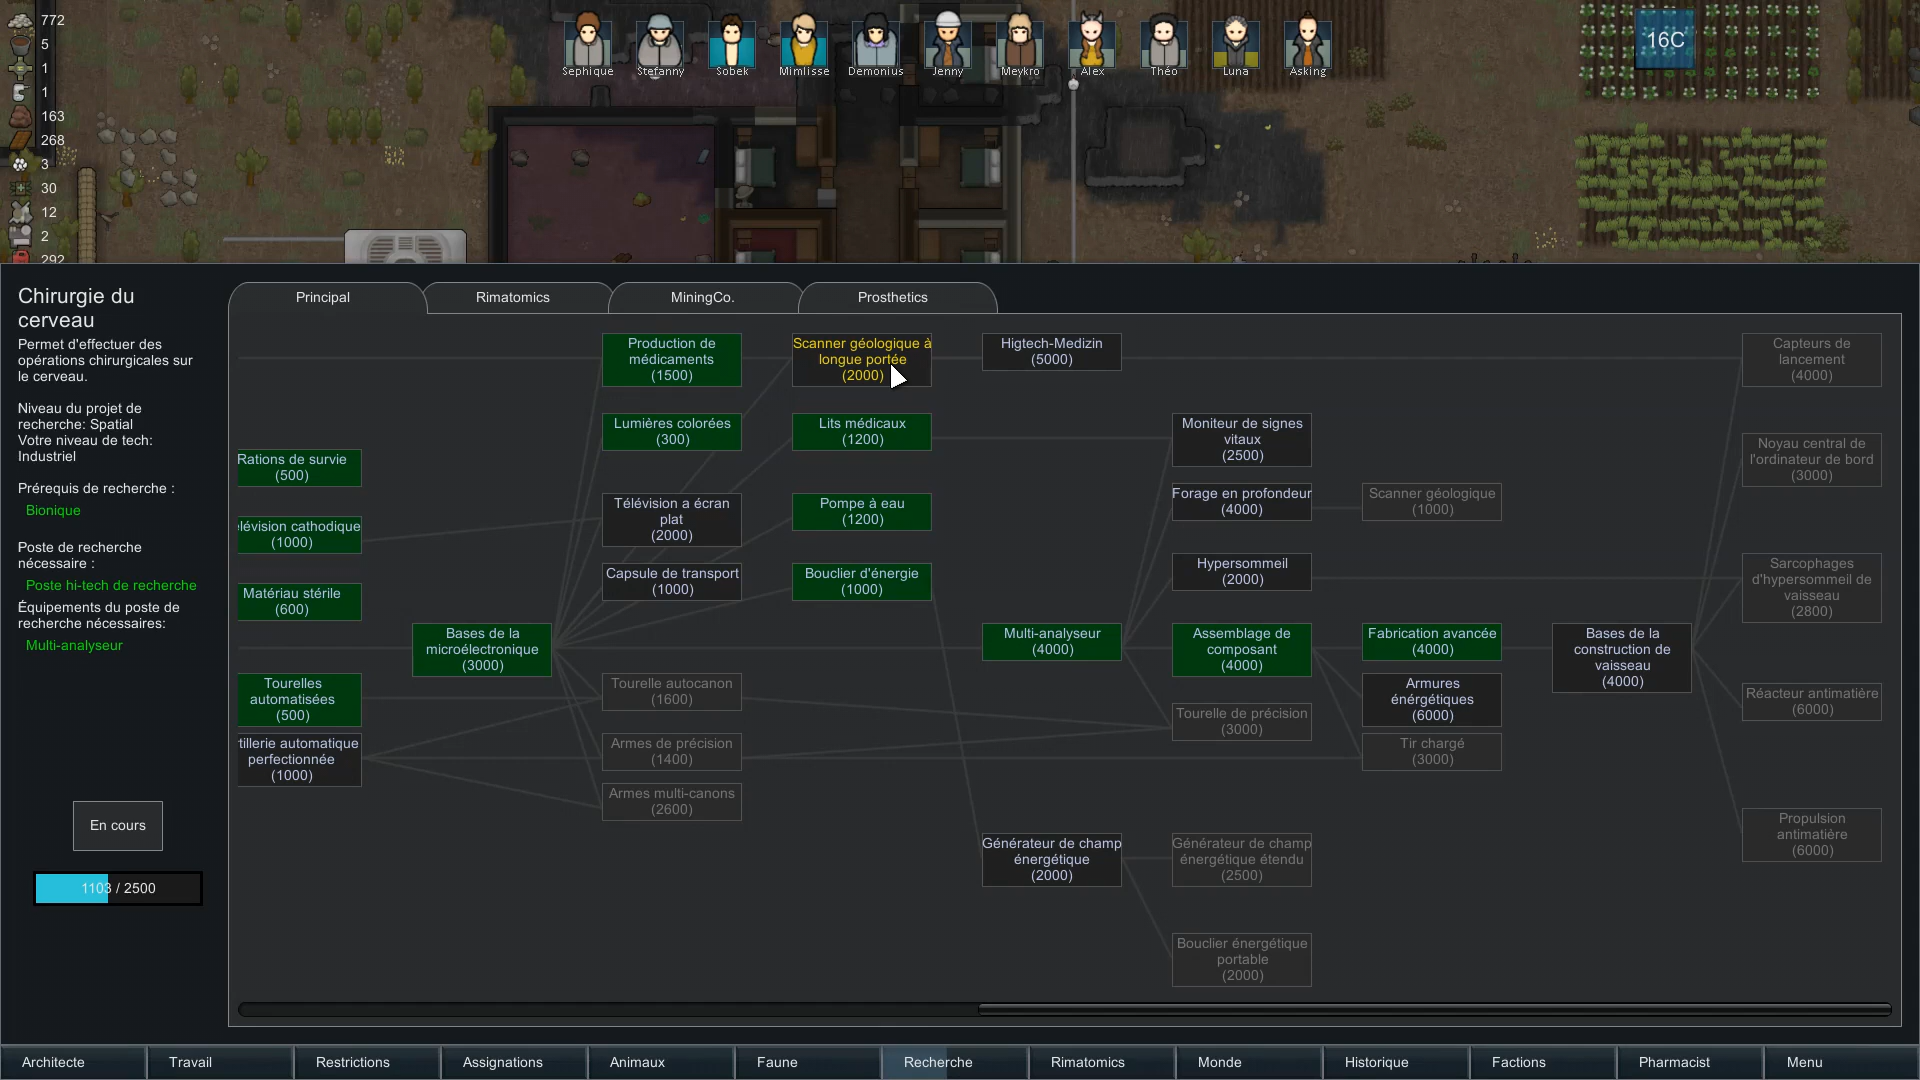 772
5
1
1
163
268
3
30
12
2
292
Sephique
Stefanny
Sobek
Mimlisse
Demonius
Jenny
Meykro
Alex
Théo
Luna
Asking
16C
Chirurgie du
cerveau
Permet d'effectuer des
opérations chirurgicales sur
le cerveau.
Niveau du projet de
recherche: Spatial
Votre niveau de tech:
Industriel
Prérequis de recherche :
Bionique
Poste de recherche
nécessaire :
Poste hi-tech de recherche
Équipements du poste de
recherche nécessaires:
Multi-analyseur
En cours
1103 / 2500
Principal
Rimatomics
MiningCo.
Prosthetics
Rations de survie
(500)
élévision cathodique
(1000)
Matériau stérile
(600)
Tourelles
automatisées
(500)
tillerie automatique
perfectionnée
(1000)
Bases de la
microélectronique
(3000)
Production de
médicaments
(1500)
Lumières colorées
(300)
Télévision a écran
plat
(2000)
Capsule de transport
(1000)
Tourelle autocanon
(1600)
Armes de précision
(1400)
Armes multi-canons
(2600)
Scanner géologique à
longue portée
(2000)
Lits médicaux
(1200)
Pompe à eau
(1200)
Bouclier d'énergie
(1000)
Higtech-Medizin
(5000)
Multi-analyseur
(4000)
Générateur de champ
énergétique
(2000)
Moniteur de signes
vitaux
(2500)
Forage en profondeur
(4000)
Hypersommeil
(2000)
Assemblage de
composant
(4000)
Tourelle de précision
(3000)
Générateur de champ
énergétique étendu
(2500)
Bouclier énergétique
portable
(2000)
Scanner géologique
(1000)
Fabrication avancée
(4000)
Armures
énérgétiques
(6000)
Tir chargé
(3000)
Bases de la
construction de
vaisseau
(4000)
Capteurs de
lancement
(4000)
Noyau central de
l'ordinateur de bord
(3000)
Sarcophages
d'hypersommeil de
vaisseau
(2800)
Réacteur antimatiére
(6000)
Propulsion
antimatiére
(6000)
Architecte
Travail
Restrictions
Assignations
Animaux
Faune
Recherche
Rimatomics
Monde
Historique
Factions
Pharmacist
Menu